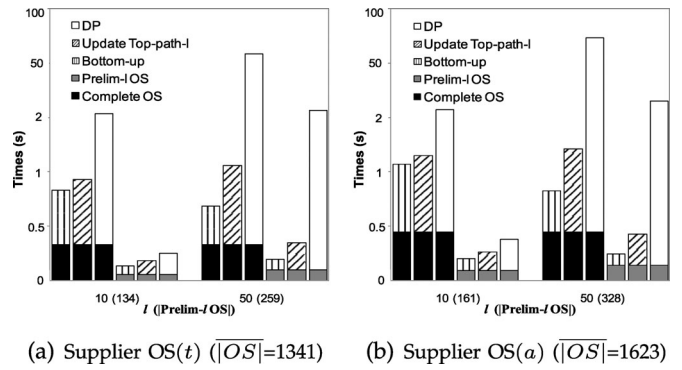 100
50
2
1
0.5
0
Times (s)
DP
Update Top-path-l
Bottom-up
Prelim-l OS
Complete OS
10 (134)
50 (259)
l (|Prelim-l OS|)
(a) Supplier OS(t) (|OS|=1341)
100
50
2
1
0.5
0
Times (s)
DP
Update Top-path-l
Bottom-up
Prelim-l OS
Complete OS
10 (161)
50 (328)
l (|Prelim-l OS|)
(b) Supplier OS(a) (|OS|=1623)